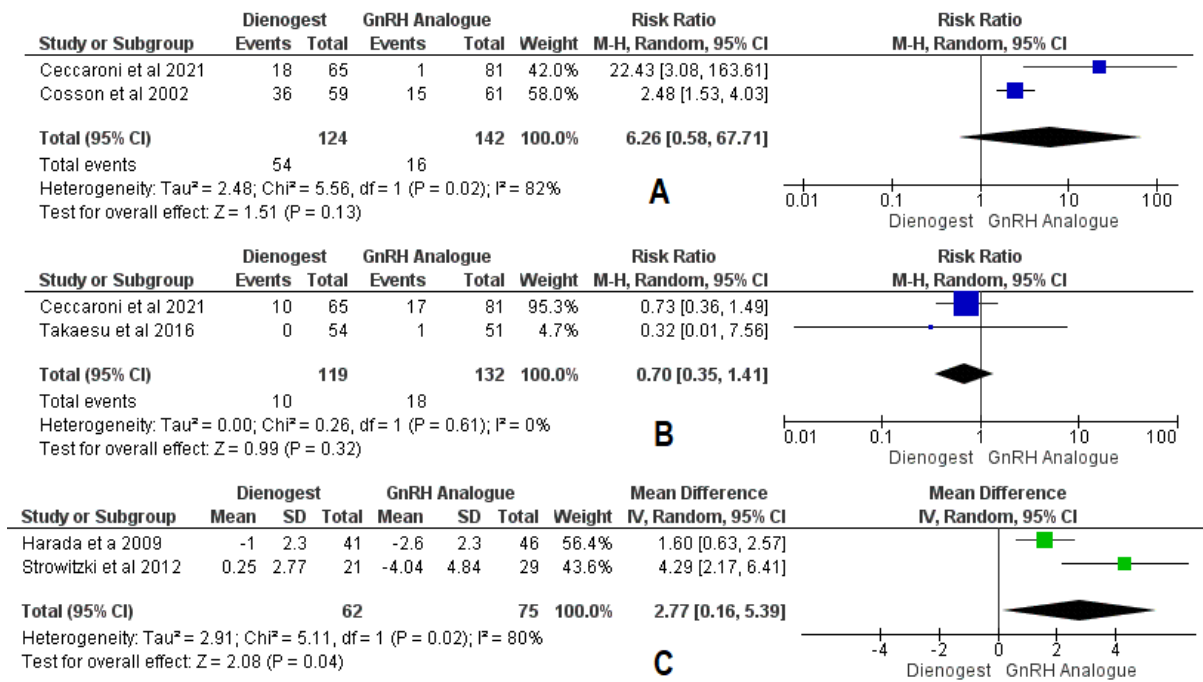 Dienogest GnRH Analogue Risk Ratio Risk Ratio
Study or Subgroup Events Total Events Total Weight M-H, Random, 95% CI M-H, Random, 95% CI
Ceccaroni et al 2021 18 65 1 81 42.0% 22.43 [3.08, 163.61]
Cosson et al 2002 36 59 15 61 58.0% 2.48 [1.53, 4.03]
Total (95% CI) 124 142 100.0% 6.26 [0.58, 67.71]
Total events 54 16
Heterogeneity: Tau² = 2.48; Chi² = 5.56, df = 1 (P = 0.02); I² = 82%
Test for overall effect: Z = 1.51 (P = 0.13)
A
0.01 0.1 1 10 100
Dienogest GnRH Analogue
Dienogest GnRH Analogue Risk Ratio Risk Ratio
Study or Subgroup Events Total Events Total Weight M-H, Random, 95% CI M-H, Random, 95% CI
Ceccaroni et al 2021 10 65 17 81 95.3% 0.73 [0.36, 1.49]
Takaesu et al 2016 0 54 1 51 4.7% 0.32 [0.01, 7.56]
Total (95% CI) 119 132 100.0% 0.70 [0.35, 1.41]
Total events 10 18
Heterogeneity: Tau² = 0.00; Chi² = 0.26, df = 1 (P = 0.61); I² = 0%
Test for overall effect: Z = 0.99 (P = 0.32)
B
0.01 0.1 1 10 100
Dienogest GnRH Analogue
Dienogest GnRH Analogue Mean Difference Mean Difference
Study or Subgroup Mean SD Total Mean SD Total Weight IV, Random, 95% CI IV, Random, 95% CI
Harada et a 2009 -1 2.3 41 -2.6 2.3 46 56.4% 1.60 [0.63, 2.57]
Strowitzki et al 2012 0.25 2.77 21 -4.04 4.84 29 43.6% 4.29 [2.17, 6.41]
Total (95% CI) 62 75 100.0% 2.77 [0.16, 5.39]
Heterogeneity: Tau² = 2.91; Chi² = 5.11, df = 1 (P = 0.02); I² = 80%
Test for overall effect: Z = 2.08 (P = 0.04)
C
-4 -2 0 2 4
Dienogest GnRH Analogue